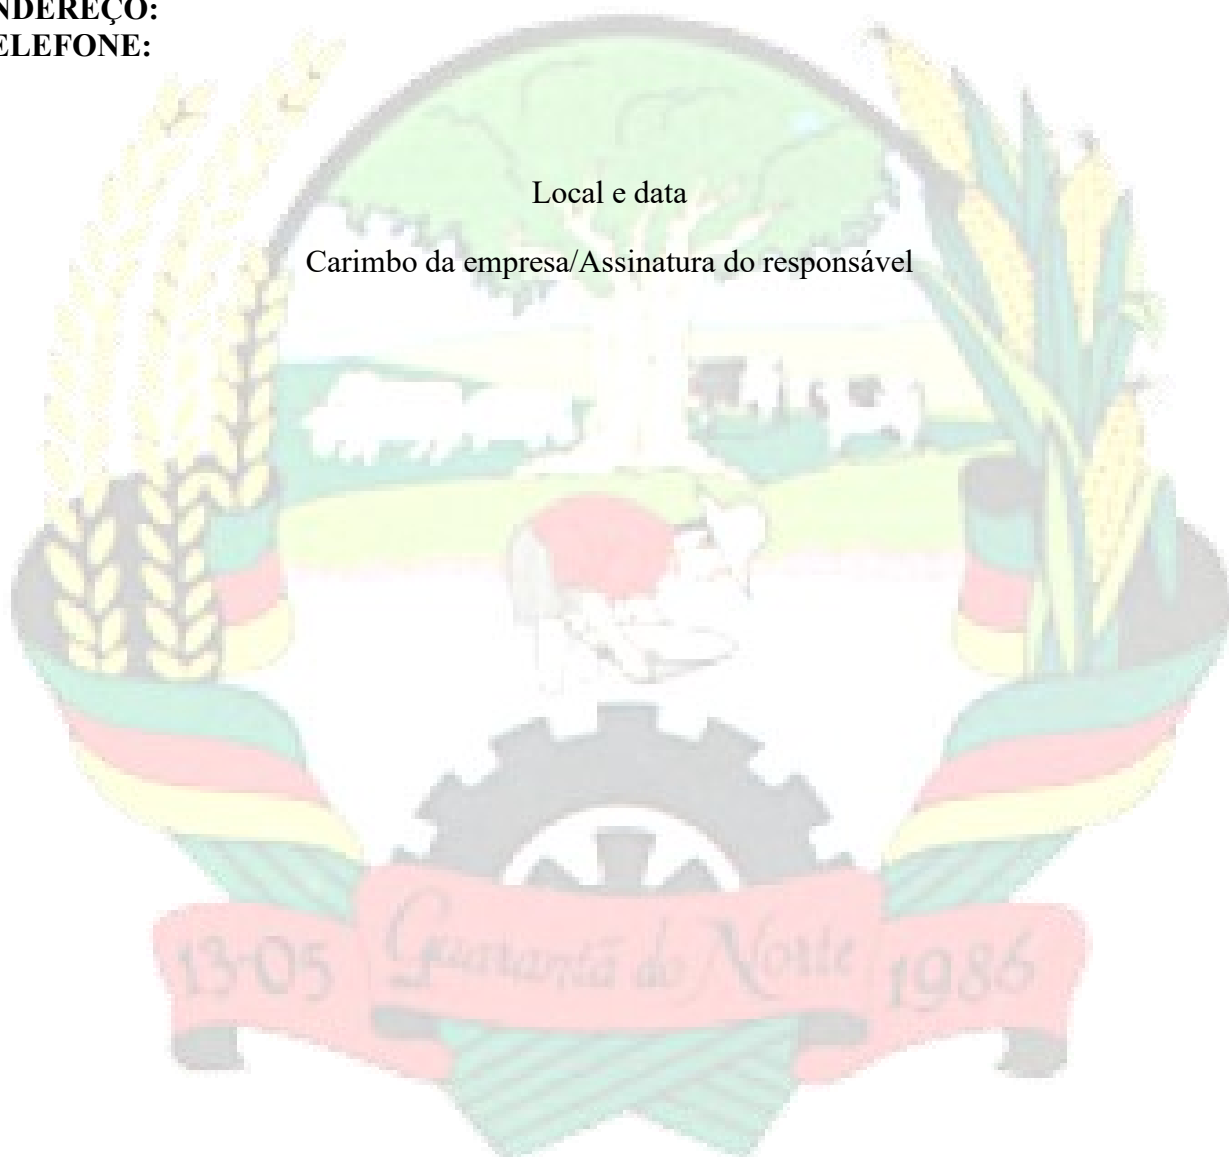 NDEREÇO:
ELEFONE:
Local e data
Carimbo da empresa/Assinatura do responsável
13-05 Guarantã do Norte 1986